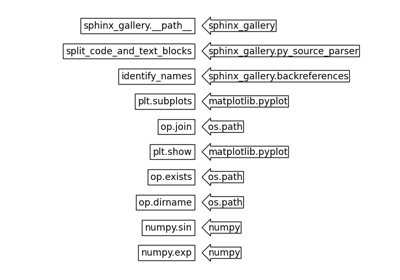 sphinx_gallery.__path__ sphinx_gallery
split_code_and_text_blocks sphinx_gallery.py_source_parser
identify_names sphinx_gallery.backreferences
plt.subplots matplotlib.pyplot
op.join os.path
plt.show matplotlib.pyplot
op.exists os.path
op.dirname os.path
numpy.sin numpy
numpy.exp numpy